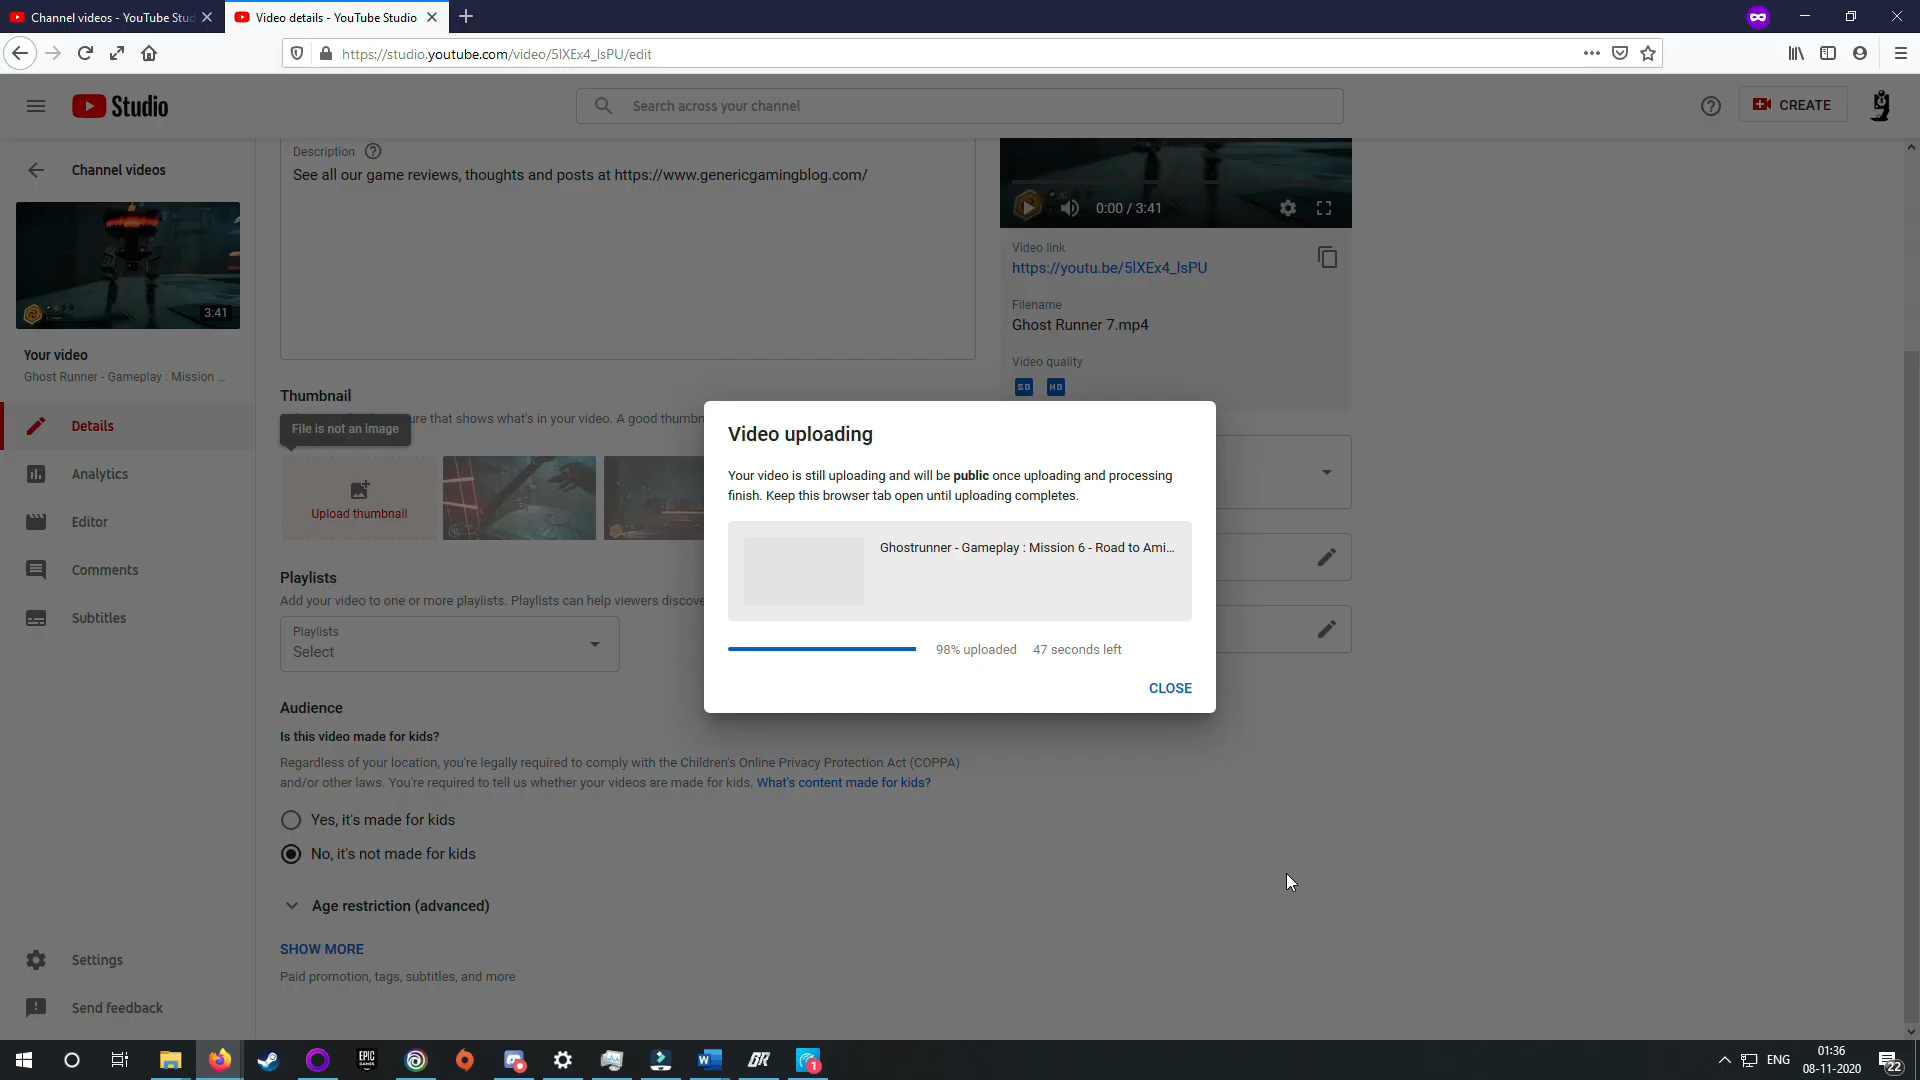 Channel videos - YouTube Stud
Video details - YouTube Studio
https://studio.youtube.com/video/5lXEx4_lsPU/edit
Studio
Search across your channel
CREATE
Channel videos
3:41
Your video
Ghost Runner - Gameplay : Mission ...
Details
Analytics
Editor
Comments
Subtitles
Settings
Send feedback
Description
See all our game reviews, thoughts and posts at https://www.genericgamingblog.com/
0:00 / 3:41
Video link
https://youtu.be/5lXEx4_lsPU
Filename
Ghost Runner 7.mp4
Video quality
SD HD
Thumbnail
ure that shows what's in your video. A good thumbn
File is not an image
Upload thumbnail
Playlists
Add your video to one or more playlists. Playlists can help viewers discove
Playlists
Select
Audience
Is this video made for kids?
Regardless of your location, you're legally required to comply with the Children's Online Privacy Protection Act (COPPA)
and/or other laws. You're required to tell us whether your videos are made for kids. What's content made for kids?
Yes, it's made for kids
No, it's not made for kids
Age restriction (advanced)
SHOW MORE
Paid promotion, tags, subtitles, and more
Video uploading
Your video is still uploading and will be public once uploading and processing
finish. Keep this browser tab open until uploading completes.
Ghostrunner - Gameplay : Mission 6 - Road to Ami...
98% uploaded 47 seconds left
CLOSE
EPIC
GAMES
BR
1
ENG
01:36
08-11-2020
22